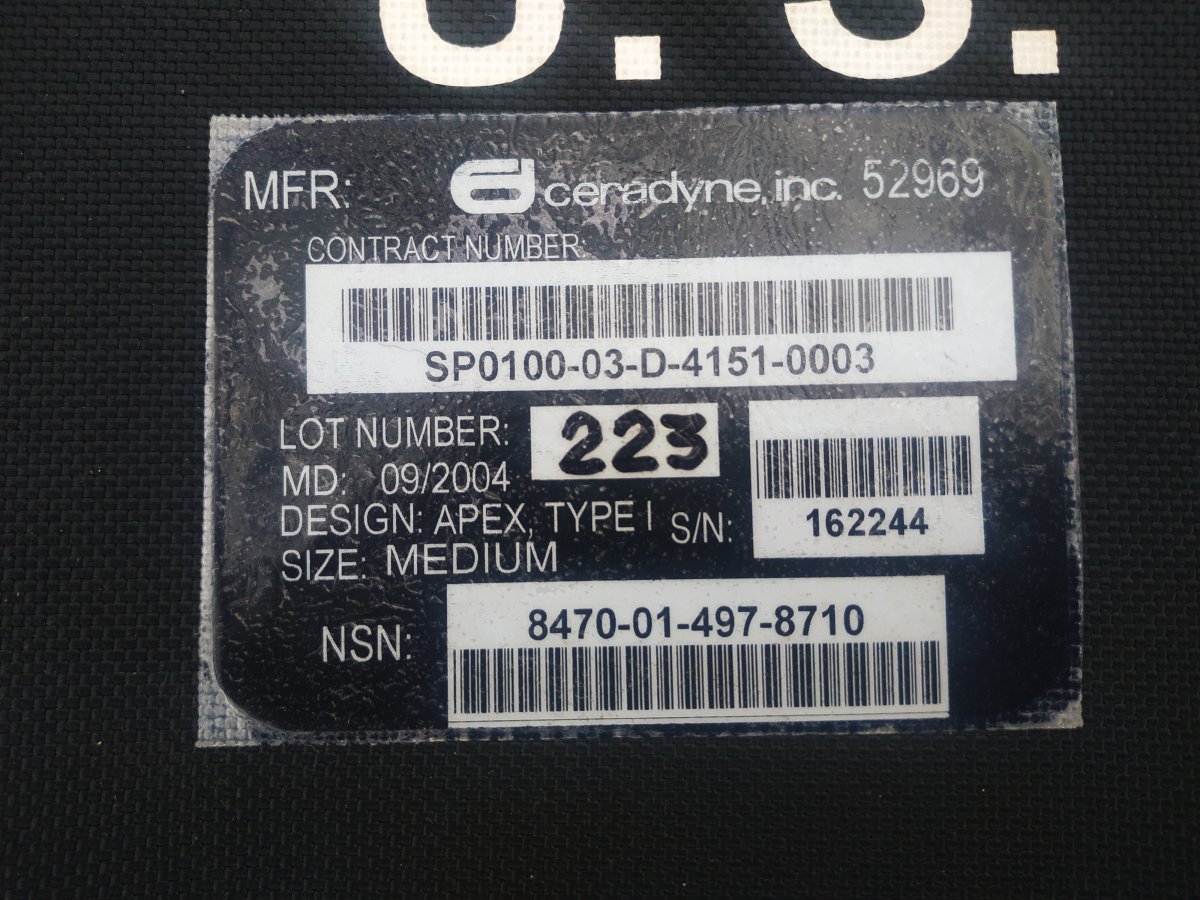 U. S.
MFR: ceradyne, inc. 52969
CONTRACT NUMBER:
SP0100-03-D-4151-0003
LOT NUMBER: 223
MD: 09/2004
DESIGN: APEX, TYPE I
S/N: 162244
SIZE: MEDIUM
NSN: 8470-01-497-8710